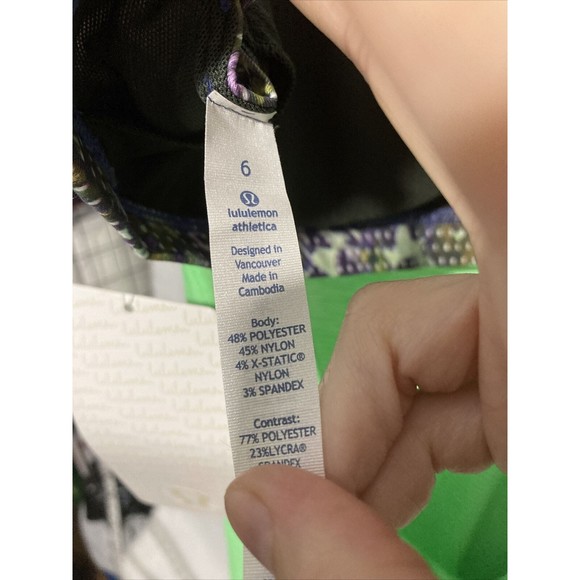 6
lululemon
athletica
Designed in
Vancouver
Made in
Cambodia
Body:
48% POLYESTER
45% NYLON
4% X-STATIC®
NYLON
3% SPANDEX
Contrast:
77% POLYESTER
23%LYCRA®
SPANDEX